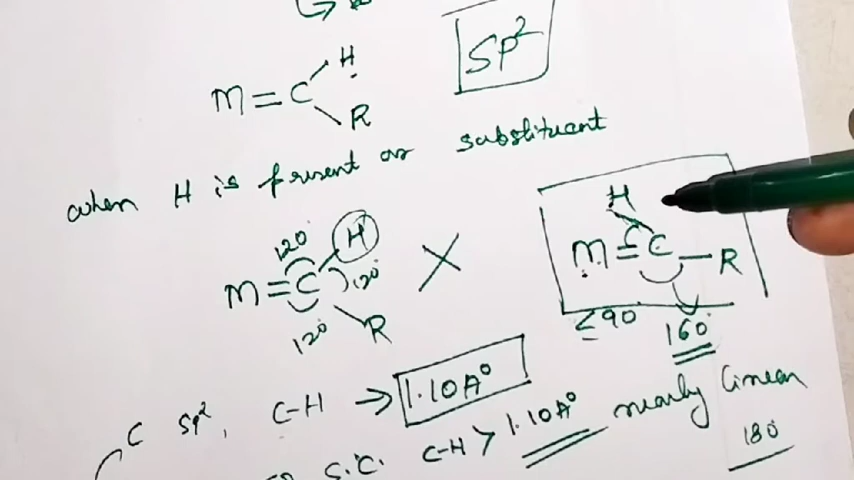 H
M = C
R
SP²
when H is present as substituent
120°
H
M = C
120°
R
120°
H
M = C - R
≤90°
160°
C sp², C-H → 1.10A°
S.C. C-H > 1.10A° nearly linear
180°